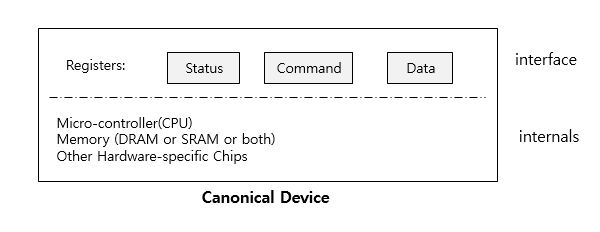 Registers: Status Command Data interface
Micro-controller(CPU)
Memory (DRAM or SRAM or both) internals
Other Hardware-specific Chips
Canonical Device